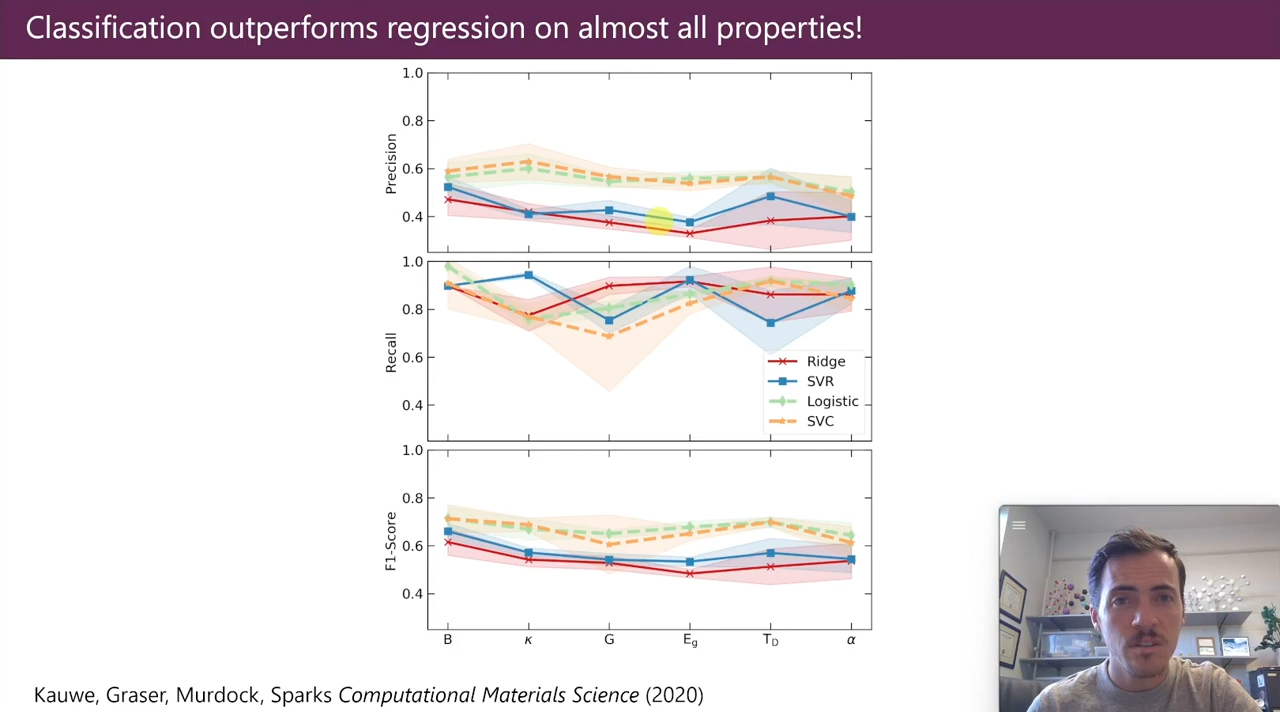 Classification outperforms regression on almost all properties!
1.0
0.8
0.6
0.4
Precision
1.0
0.8
0.6
0.4
Recall
Ridge
SVR
Logistic
SVC
1.0
0.8
0.6
0.4
F1-Score
B κ G Eg TD α
Kauwe, Graser, Murdock, Sparks Computational Materials Science (2020)